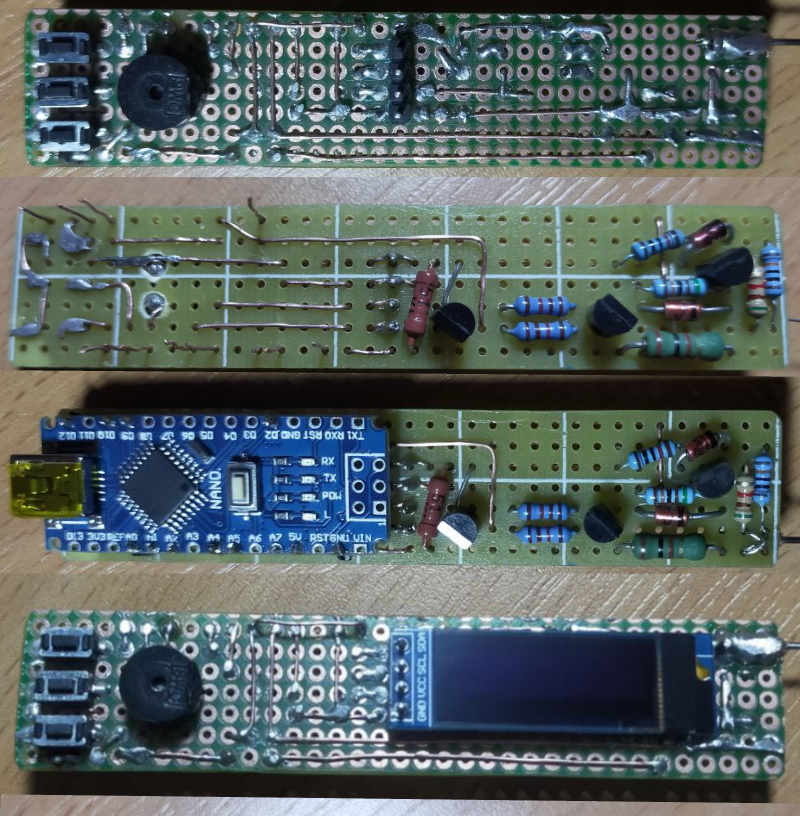 D12 D11 D10 D9 D8 D7 D6 D5 D4 D3 D2 GND RST RX0 TX1
RX
TX
POW
L
NANO
D13 3V3 REF A0 A1 A2 A3 A4 A5 A6 A7 5V RST GND VIN
GND VCC SCL SDA